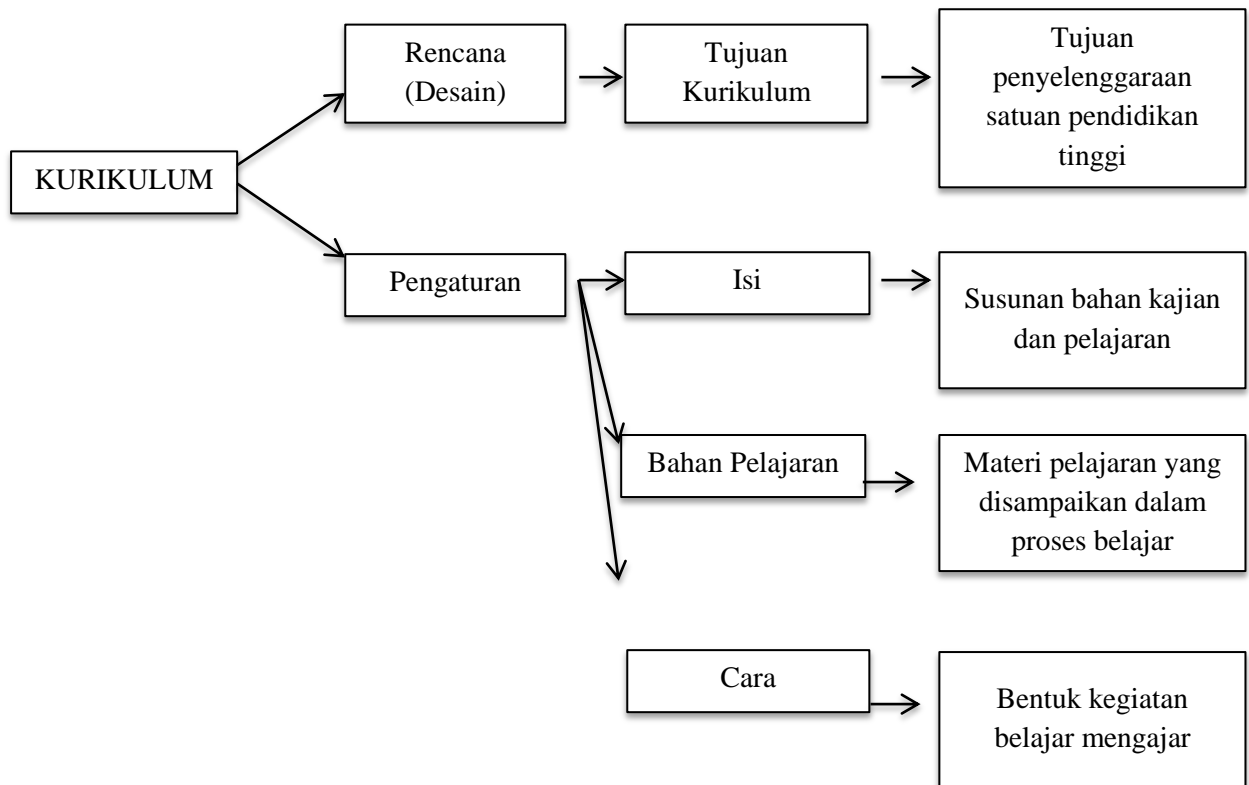 Rencana
(Desain)
Tujuan
Kurikulum
Tujuan
penyelenggaraan
satuan pendidikan
tinggi
KURIKULUM
Pengaturan
Isi
Susunan bahan kajian
dan pelajaran
Bahan Pelajaran
Materi pelajaran yang
disampaikan dalam
proses belajar
Cara
Bentuk kegiatan
belajar mengajar